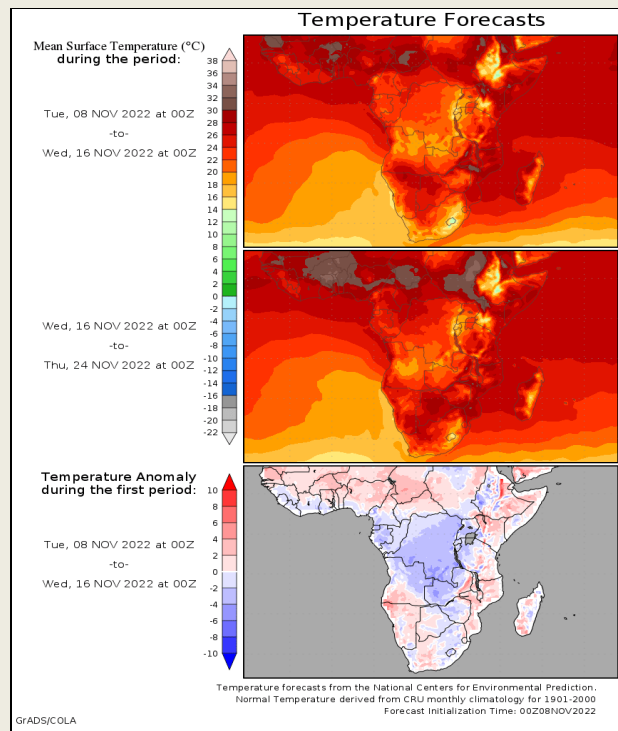 Temperature Forecasts
Mean Surface Temperature (°C)
during the period:
Tue, 08 NOV 2022 at 00Z
-to-
Wed, 16 NOV 2022 at 00Z
38
36
34
32
30
28
26
24
22
20
18
16
14
12
10
8
6
4
2
0
-2
-4
-6
-8
-10
-12
-14
-16
-18
-20
-22
Wed, 16 NOV 2022 at 00Z
-to-
Thu, 24 NOV 2022 at 00Z
Temperature Anomaly
during the first period:
Tue, 08 NOV 2022 at 00Z
-to-
Wed, 16 NOV 2022 at 00Z
10
8
6
4
2
0
-2
-4
-6
-8
-10
Temperature forecasts from the National Centers for Environmental Prediction.
Normal Temperature derived from CRU monthly climatology for 1901-2000
Forecast Initialization Time: 00Z08NOV2022
GrADS/COLA